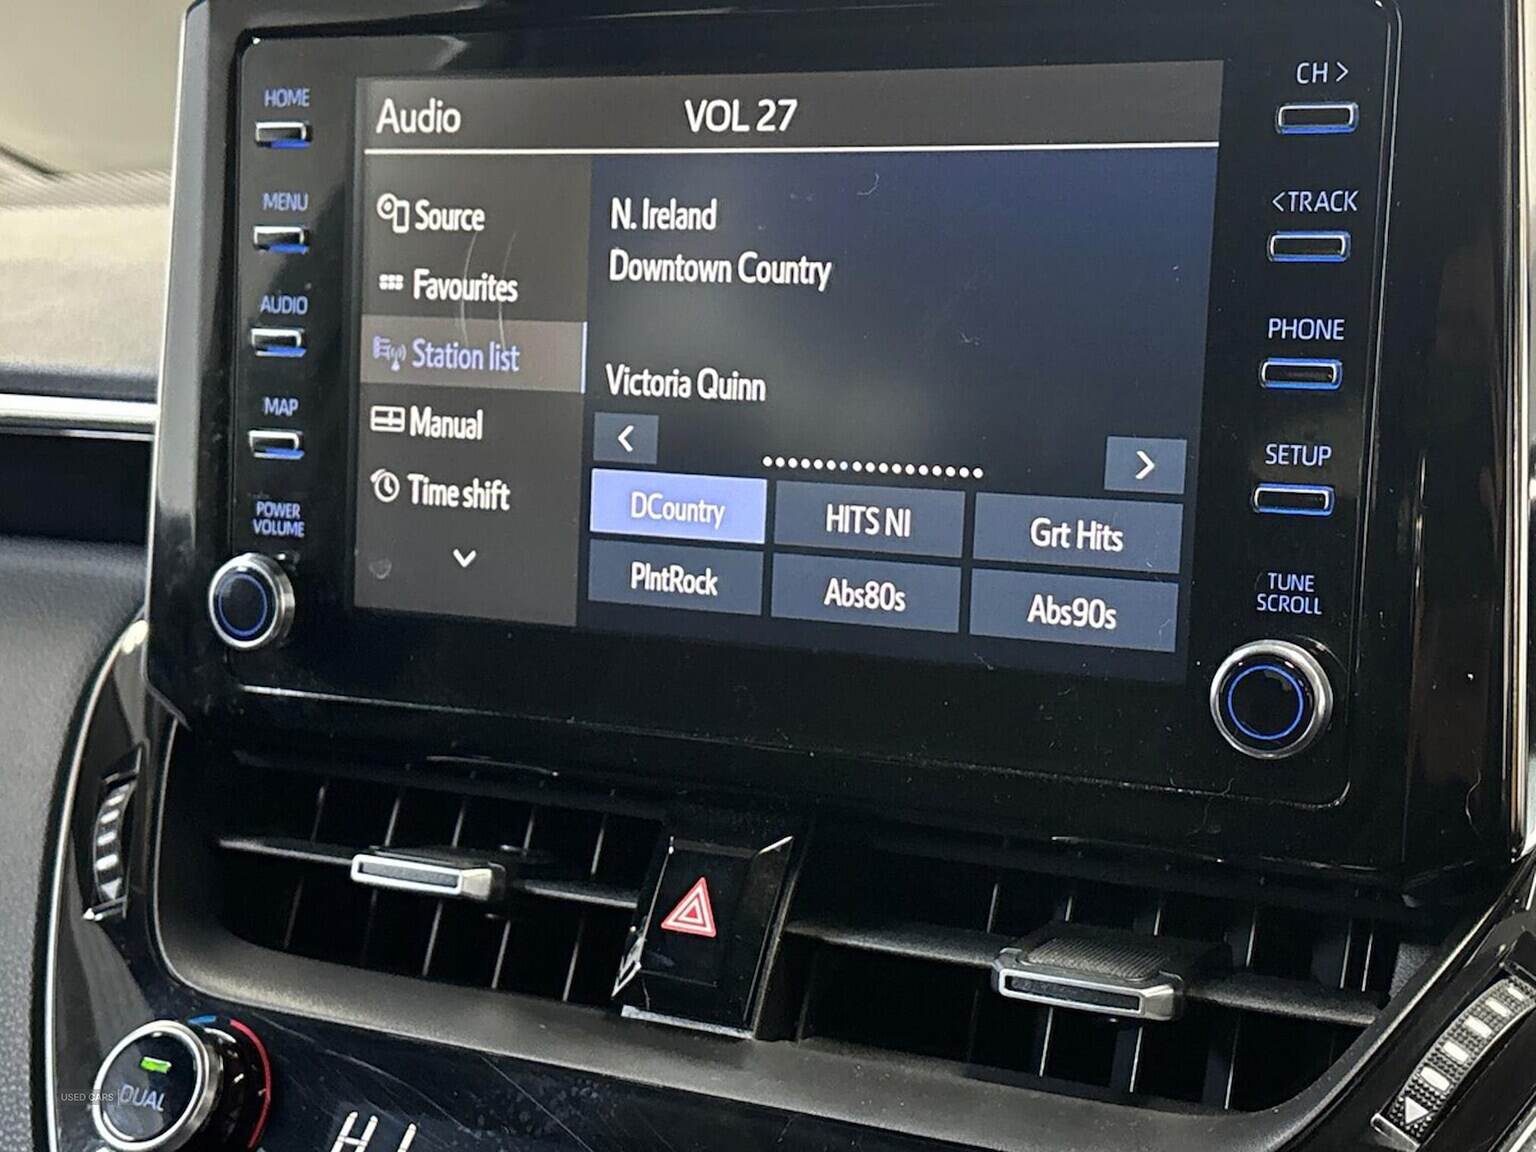 HOME
MENU
AUDIO
MAP
POWER
VOLUME
Audio
VOL 27
Source
Favourites
Station list
Manual
Time shift
N. Ireland
Downtown Country
Victoria Quinn
DCountry
HITS NI
Grt Hits
PlntRock
Abs80s
Abs90s
CH >
<TRACK
PHONE
SETUP
TUNE
SCROLL
DUAL
USED CARS